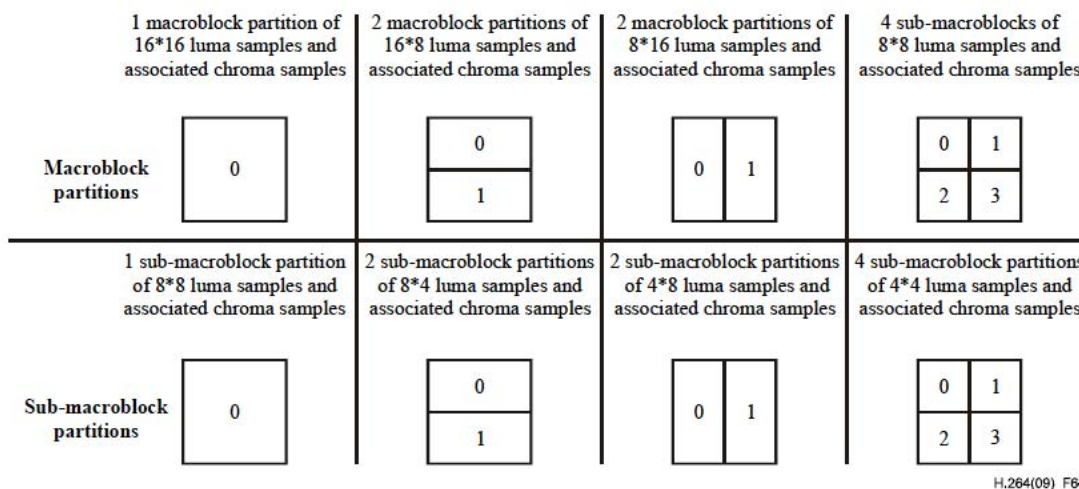 1 macroblock partition of
16*16 luma samples and
associated chroma samples
2 macroblock partitions of
16*8 luma samples and
associated chroma samples
2 macroblock partitions of
8*16 luma samples and
associated chroma samples
4 sub-macroblocks of
8*8 luma samples and
associated chroma samples
Macroblock
partitions
0
0
1
0 1
0 1
2 3
1 sub-macroblock partition
of 8*8 luma samples and
associated chroma samples
2 sub-macroblock partitions
of 8*4 luma samples and
associated chroma samples
2 sub-macroblock partitions
of 4*8 luma samples and
associated chroma samples
4 sub-macroblock partitions
of 4*4 luma samples and
associated chroma samples
Sub-macroblock
partitions
0
0
1
0 1
0 1
2 3
H.264(09)_F6